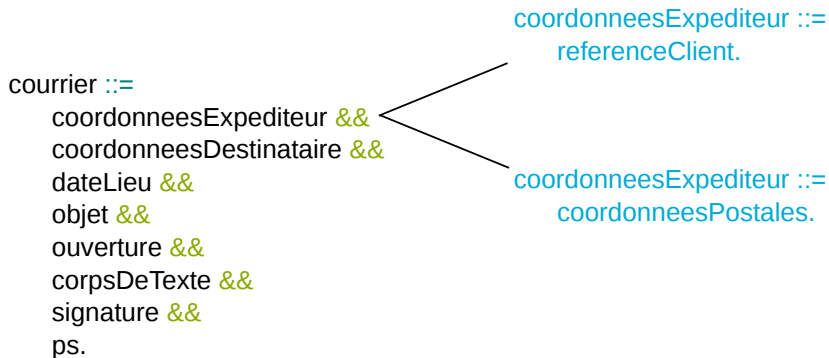 courrier ::=
coordonneesExpediteur &&
coordonneesDestinataire &&
dateLieu &&
objet &&
ouverture &&
corpsDeTexte &&
signature &&
ps.
coordonneesExpediteur ::=
referenceClient.
coordonneesExpediteur ::=
coordonneesPostales.